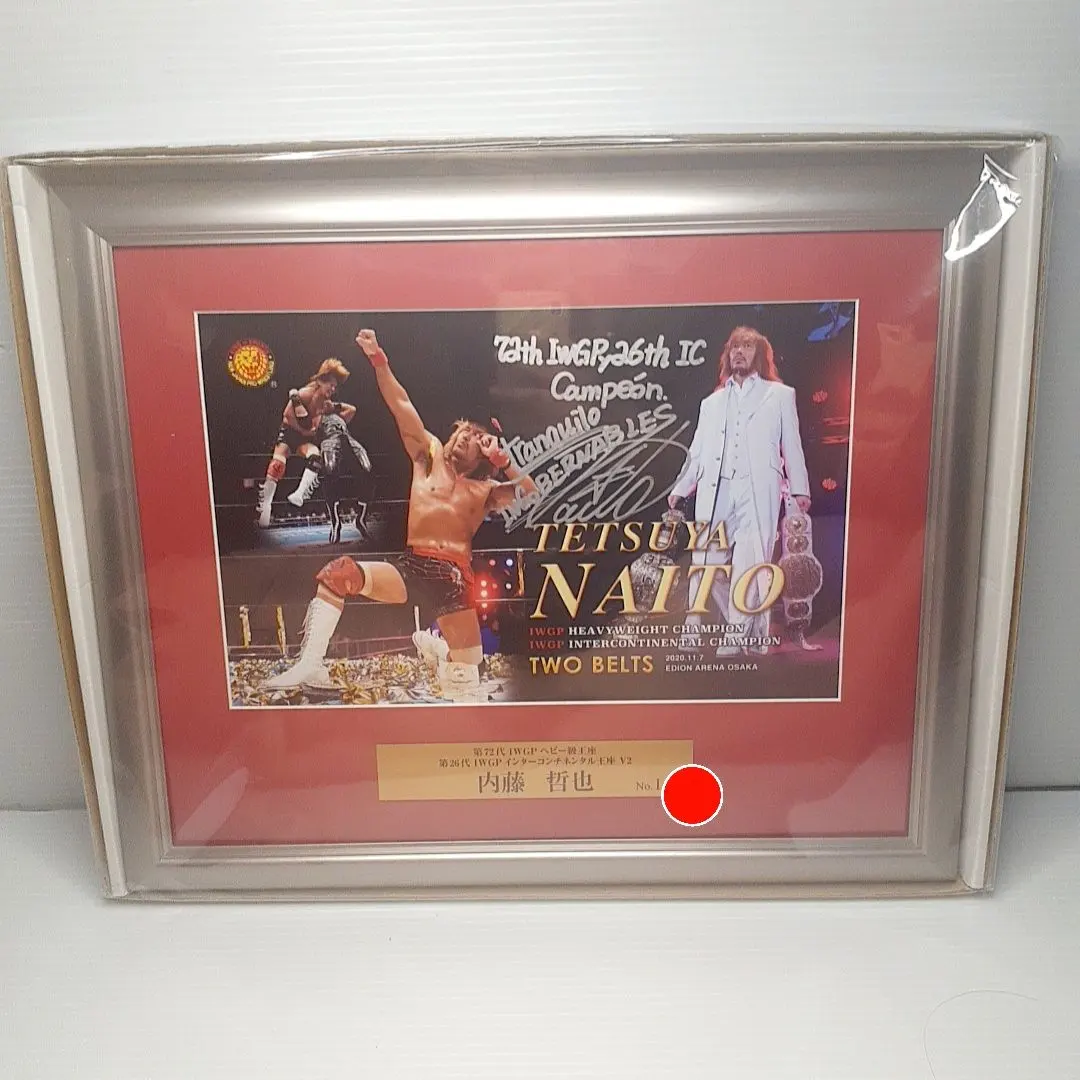 72th IWGP y 26th IC
Campeón.
tranquilo
INGOBERNABLES
Naito
TETSUYA
NAITO
IWGP HEAVYWEIGHT CHAMPION
IWGP INTERCONTINENTAL CHAMPION
TWO BELTS 2020.11.7
EDION ARENA OSAKA
第72代 IWGP ヘビー級王座
第26代 IWGP インターコンチネンタル王座 V2
内藤 哲也 No.1